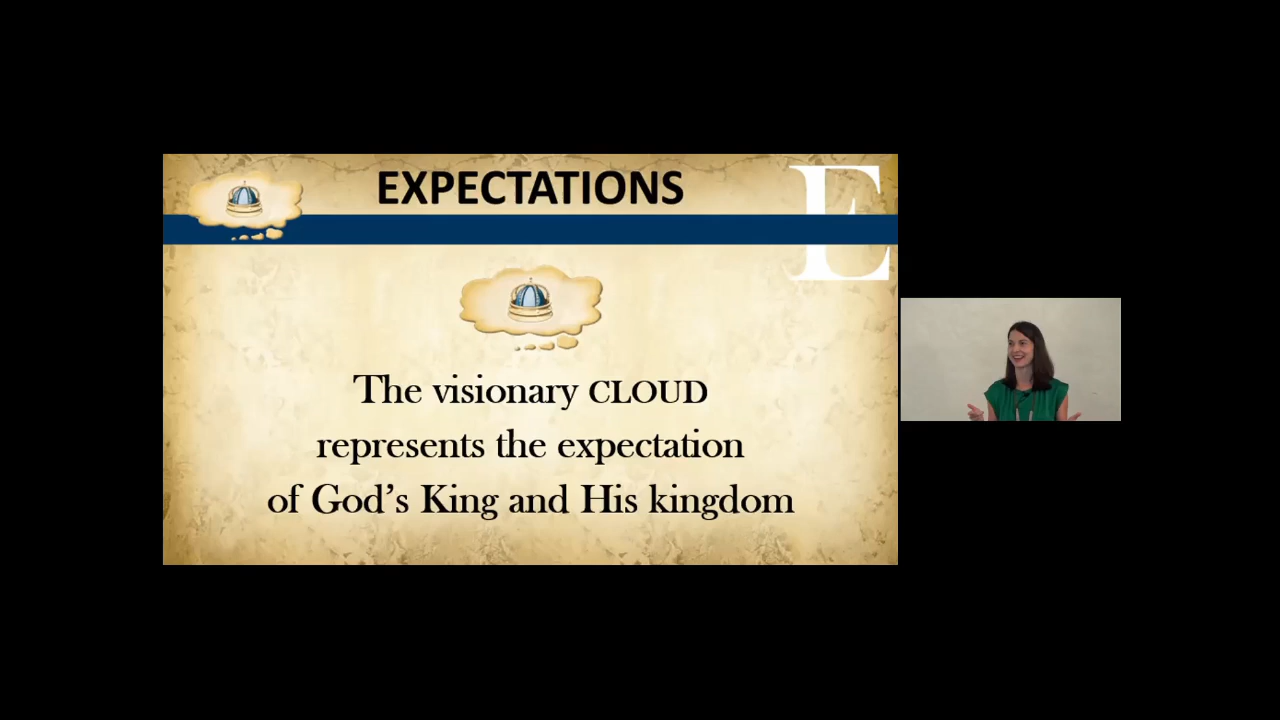 EXPECTATIONS
E
The visionary CLOUD
represents the expectation
of God's King and His kingdom